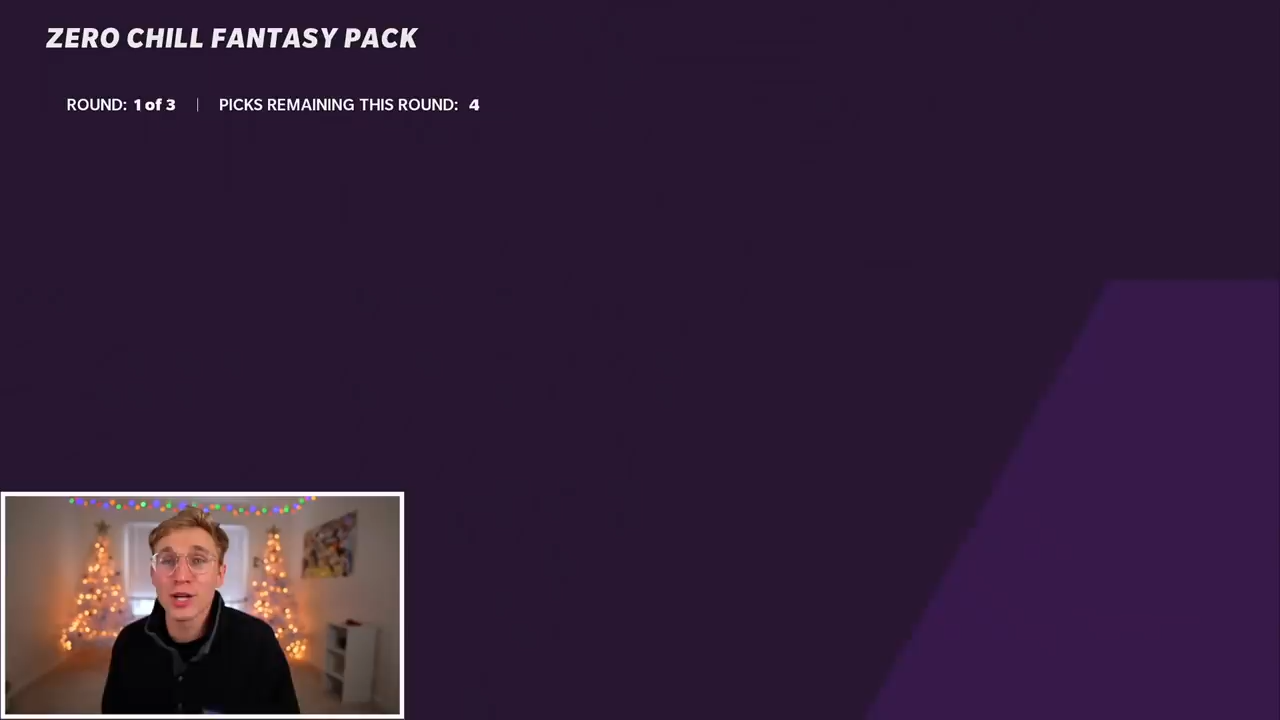 ZERO CHILL FANTASY PACK
ROUND: 1 of 3 | PICKS REMAINING THIS ROUND: 4